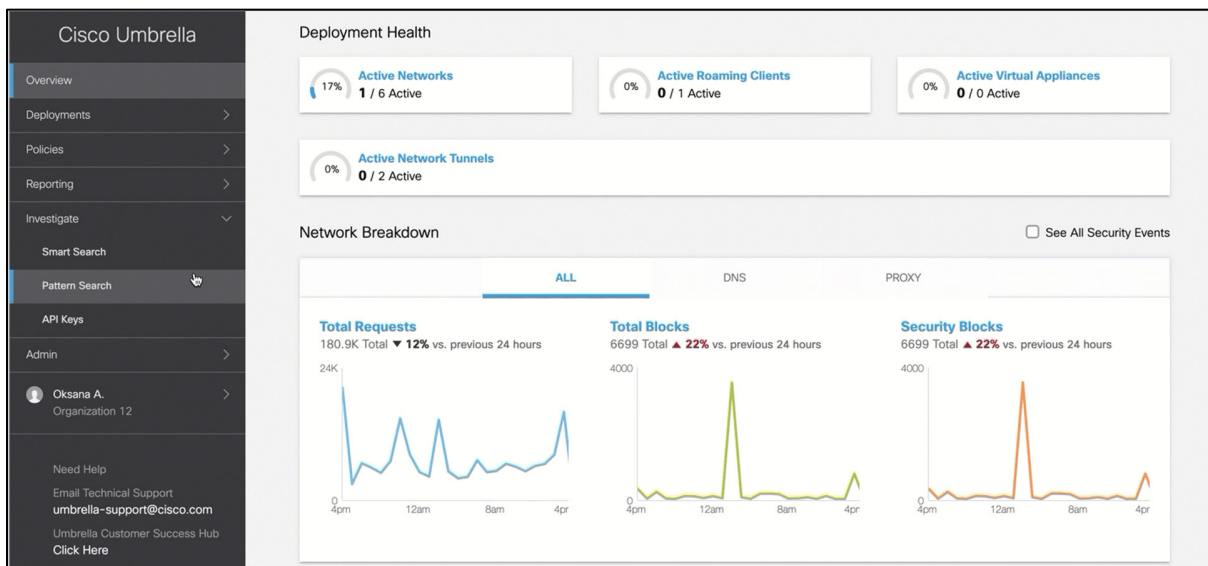 Cisco Umbrella
Overview
Deployments
Policies
Reporting
Investigate
Smart Search
Pattern Search
API Keys
Admin
Oksana A.
Organization 12
Need Help
Email Technical Support
umbrella-support@cisco.com
Umbrella Customer Success Hub
Click Here
Deployment Health
17%
Active Networks
1 / 6 Active
0%
Active Roaming Clients
0 / 1 Active
0%
Active Virtual Appliances
0 / 0 Active
0%
Active Network Tunnels
0 / 2 Active
Network Breakdown
See All Security Events
ALL DNS PROXY
Total Requests
180.9K Total ▼ 12% vs. previous 24 hours
24K
0
4pm 12am 8am 4pr
Total Blocks
6699 Total ▲ 22% vs. previous 24 hours
4000
0
4pm 12am 8am 4pr
Security Blocks
6699 Total ▲ 22% vs. previous 24 hours
4000
0
4pm 12am 8am 4pr